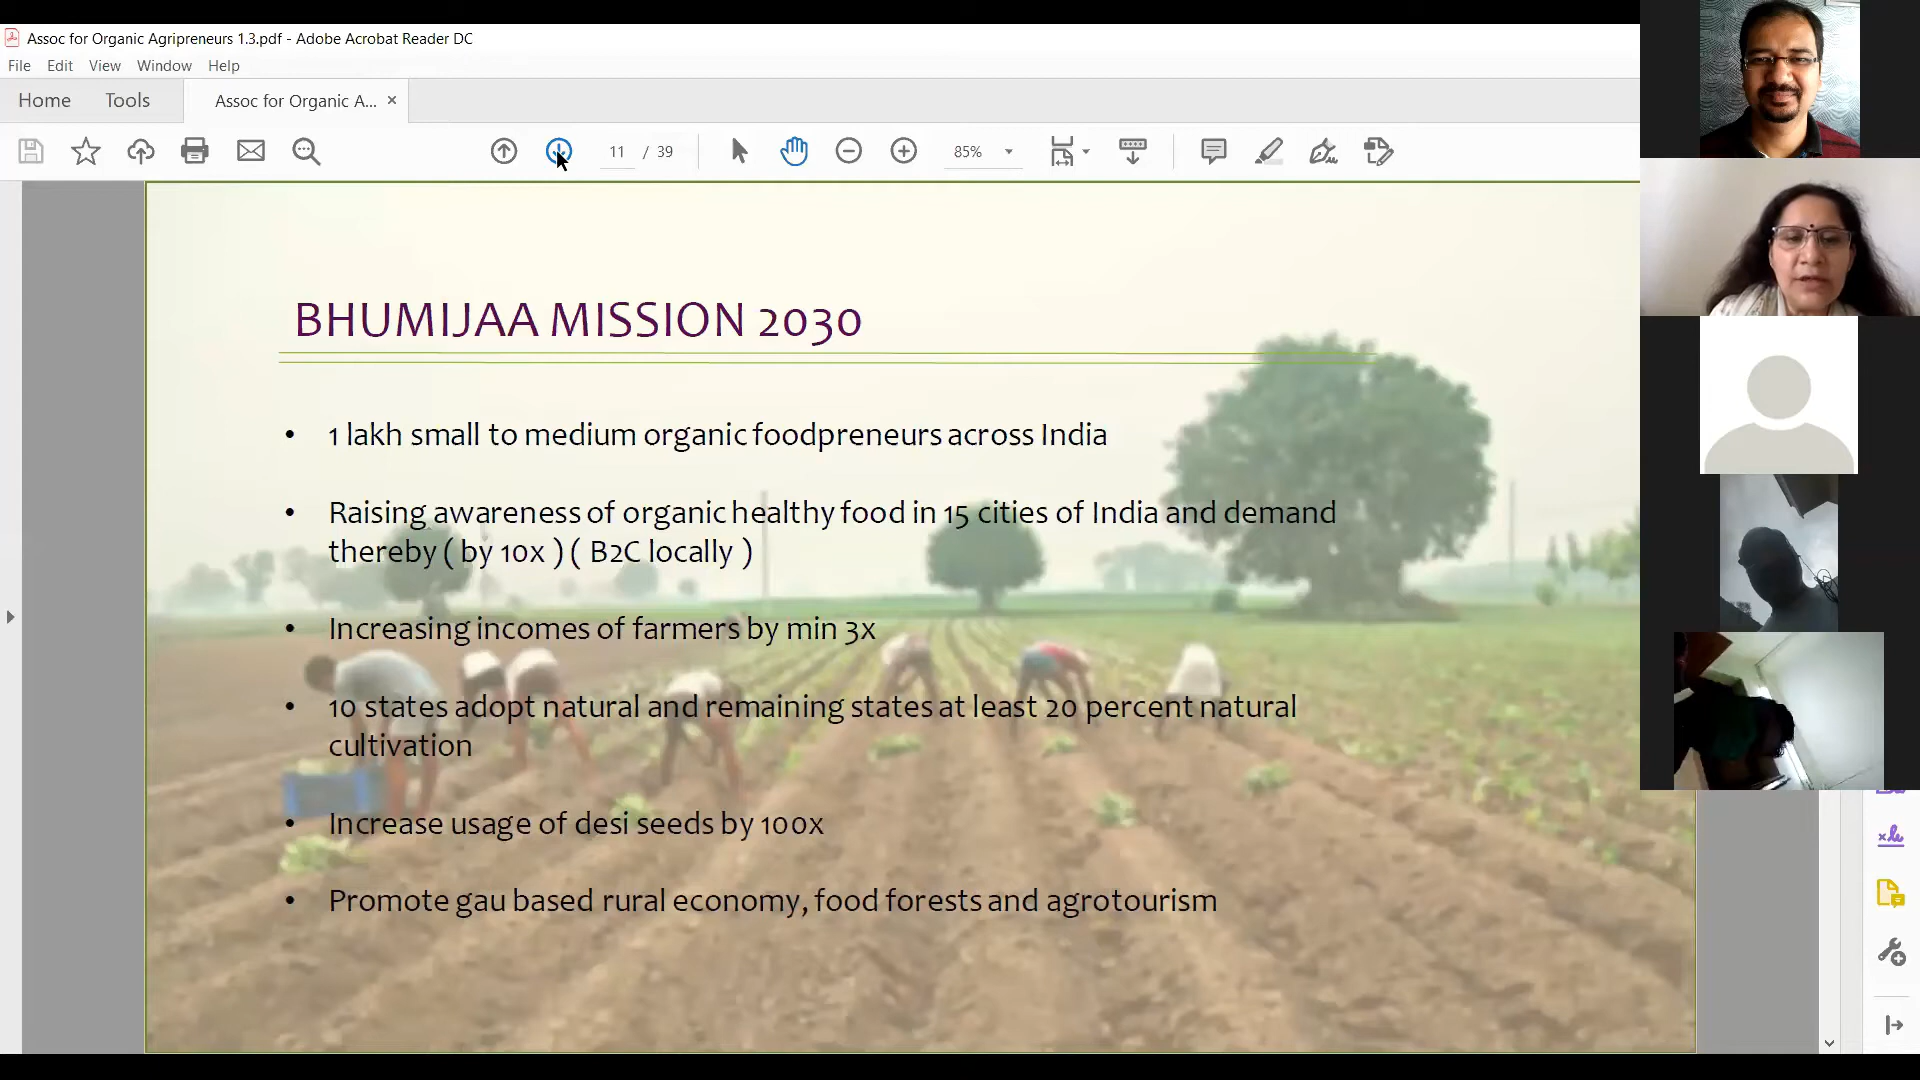 Assoc for Organic Agripreneurs 1.3.pdf - Adobe Acrobat Reader DC
File Edit View Window Help
Home Tools Assoc for Organic A... ×
11 / 39 85%
BHUMIJAA MISSION 2030
• 1 lakh small to medium organic foodpreneurs across India
• Raising awareness of organic healthy food in 15 cities of India and demand
thereby ( by 10x ) ( B2C locally )
• Increasing incomes of farmers by min 3x
• 10 states adopt natural and remaining states at least 20 percent natural
cultivation
• Increase usage of desi seeds by 100x
• Promote gau based rural economy, food forests and agrotourism